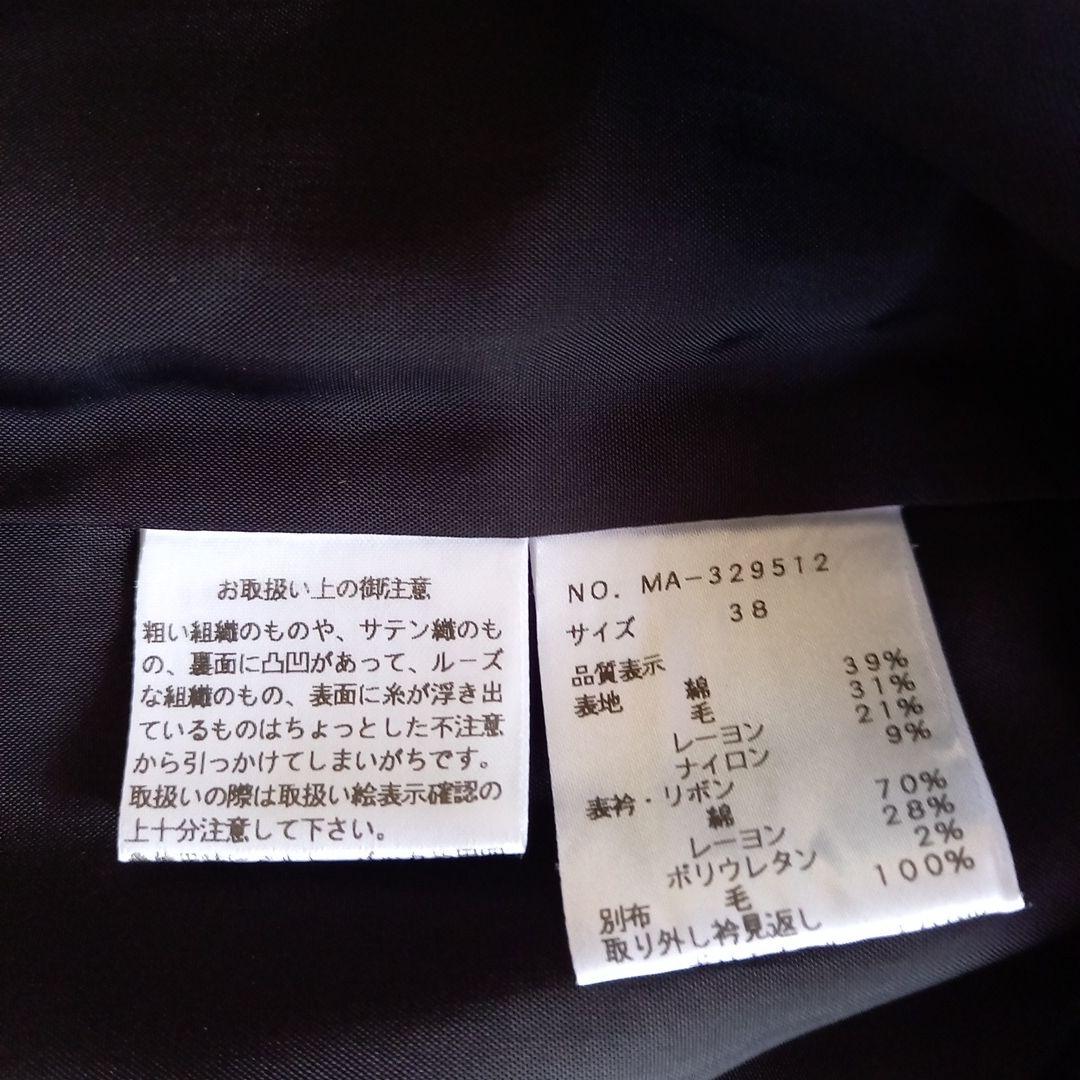 お取扱い上の御注意
粗い組織のものや、サテン織のも
の、裏面に凸凹があって、ルーズ
な組織のもの、表面に糸が浮き出
ているものはちょっとした不注意
から引っかけてしまいがちです。
取扱いの際は取扱い絵表示確認の
上十分注意して下さい。
NO. MA-329512
サイズ 38
品質表示
表地 綿 39%
毛 31%
レーヨン 21%
ナイロン 9%
表衿・リボン
綿 70%
レーヨン 28%
ポリウレタン 2%
別布 毛 100%
取り外し衿見返し